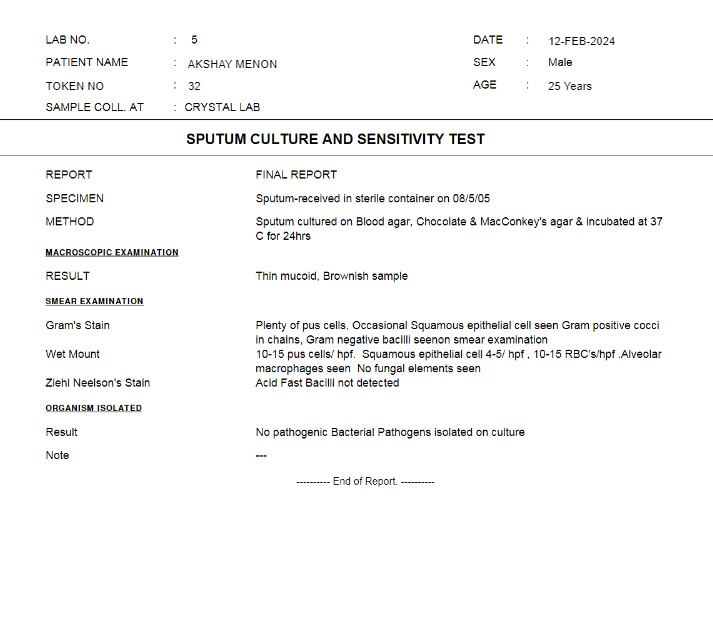 LAB NO. : 5 DATE : 12-FEB-2024
PATIENT NAME : AKSHAY MENON SEX : Male
TOKEN NO : 32 AGE : 25 Years
SAMPLE COLL. AT : CRYSTAL LAB
SPUTUM CULTURE AND SENSITIVITY TEST
REPORT FINAL REPORT
SPECIMEN Sputum-received in sterile container on 08/5/05
METHOD Sputum cultured on Blood agar, Chocolate & MacConkey's agar & incubated at 37
C for 24hrs
MACROSCOPIC EXAMINATION
RESULT Thin mucoid, Brownish sample
SMEAR EXAMINATION
Gram's Stain Plenty of pus cells, Occasional Squamous epithelial cell seen Gram positive cocci
in chains, Gram negative bacilli seenon smear examination
Wet Mount 10-15 pus cells/ hpf. Squamous epithelial cell 4-5/ hpf , 10-15 RBC's/hpf .Alveolar
macrophages seen No fungal elements seen
Ziehl Neelson's Stain Acid Fast Bacilli not detected
ORGANISM ISOLATED
Result No pathogenic Bacterial Pathogens isolated on culture
Note ---
---------- End of Report. ----------